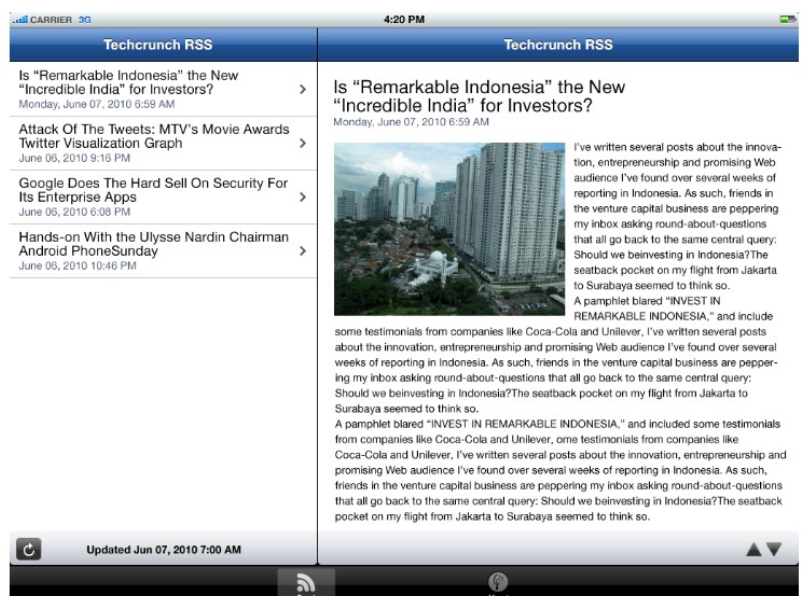 CARRIER 3G
4:20 PM
Techcrunch RSS
Is “Remarkable Indonesia” the New
“Incredible India” for Investors?
Monday, June 07, 2010 6:59 AM
Attack Of The Tweets: MTV’s Movie Awards
Twitter Visualization Graph
June 06, 2010 9:16 PM
Google Does The Hard Sell On Security For
Its Enterprise Apps
June 06, 2010 6:08 PM
Hands-on With the Ulysse Nardin Chairman
Android PhoneSunday
June 06, 2010 10:46 PM
Updated Jun 07, 2010 7:00 AM
Techcrunch RSS
Is “Remarkable Indonesia” the New
“Incredible India” for Investors?
Monday, June 07, 2010 6:59 AM
I’ve written several posts about the innova-
tion, entrepreneurship and promising Web
audience I’ve found over several weeks of
reporting in Indonesia. As such, friends in
the venture capital business are peppering
my inbox asking round-about-questions
that all go back to the same central query:
Should we beinvesting in Indonesia?The
seatback pocket on my flight from Jakarta
to Surabaya seemed to think so.
A pamphlet blared “INVEST IN
REMARKABLE INDONESIA,” and include
some testimonials from companies like Coca-Cola and Unilever, I’ve written several posts
about the innovation, entrepreneurship and promising Web audience I’ve found over several
weeks of reporting in Indonesia. As such, friends in the venture capital business are pepper-
ing my inbox asking round-about-questions that all go back to the same central query:
Should we beinvesting in Indonesia?The seatback pocket on my flight from Jakarta to
Surabaya seemed to think so.
A pamphlet blared “INVEST IN REMARKABLE INDONESIA,” and included some testimonials
from companies like Coca-Cola and Unilever, ome testimonials from companies like
Coca-Cola and Unilever, I’ve written several posts about the innovation, entrepreneurship and
promising Web audience I’ve found over several weeks of reporting in Indonesia. As such,
friends in the venture capital business are peppering my inbox asking round-about-questions
that all go back to the same central query: Should we beinvesting in Indonesia?The seatback
pocket on my flight from Jakarta to Surabaya seemed to think so.